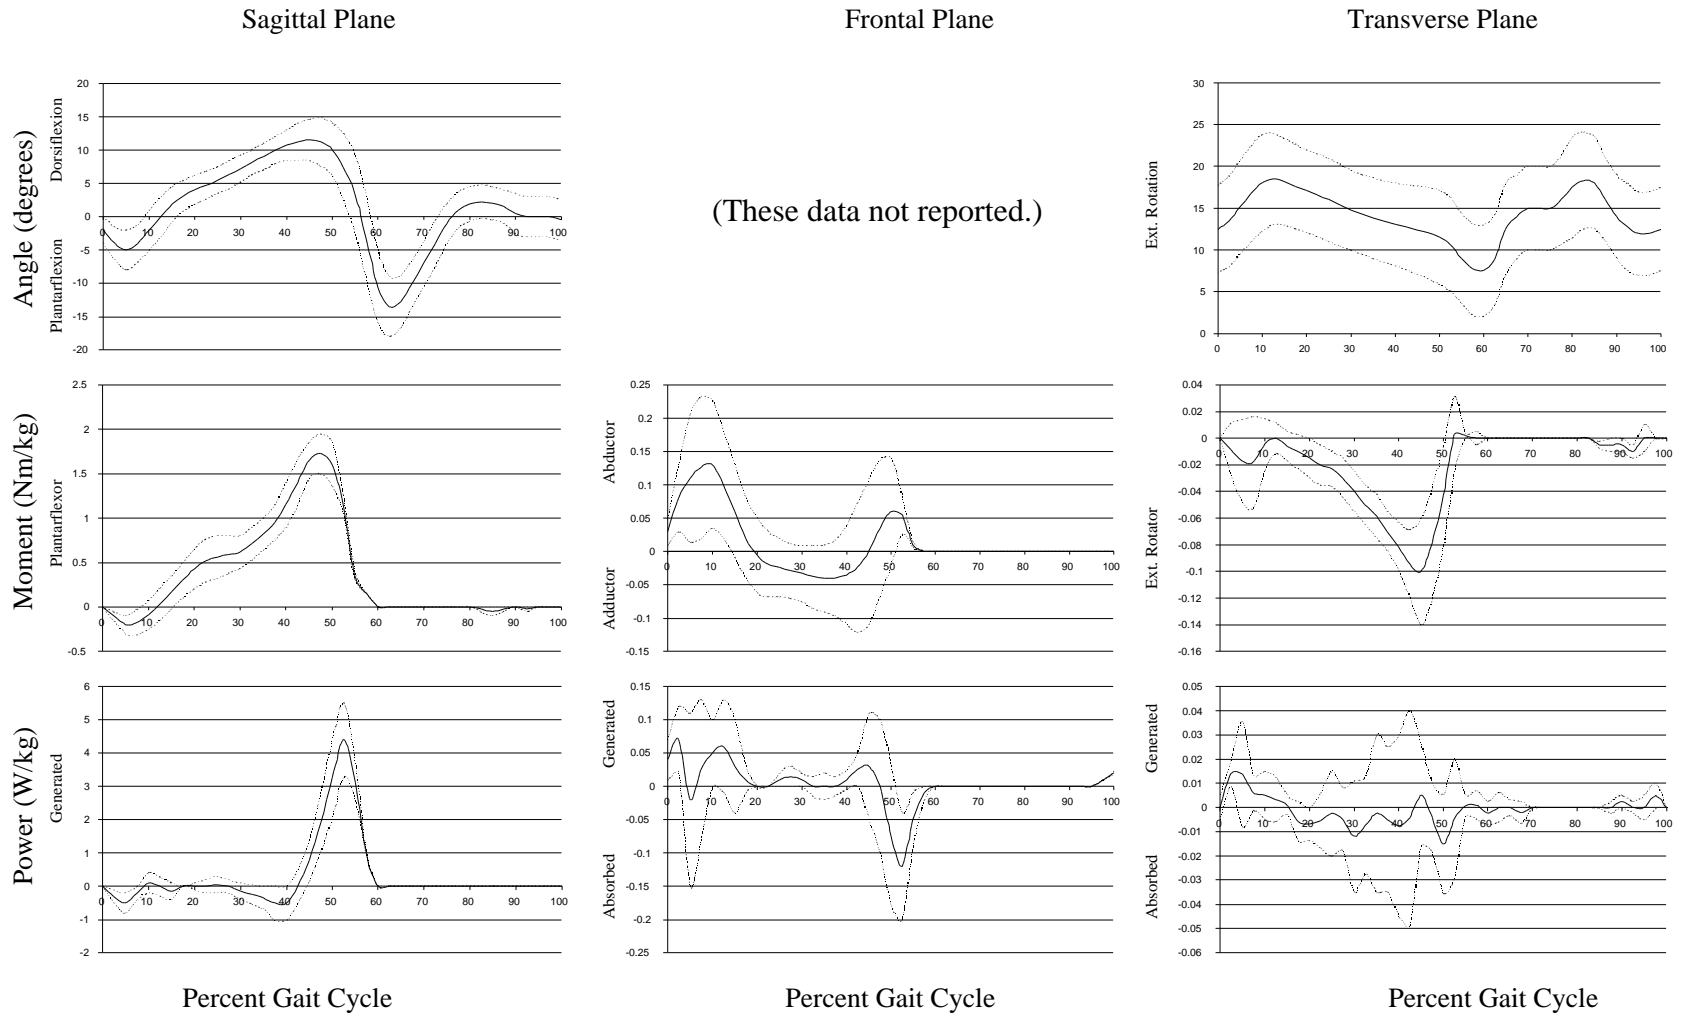 Sagittal Plane
Frontal Plane
Transverse Plane
Angle (degrees)
Dorsiflexion
Plantarflexion
20
15
10
5
0
-5
-10
-15
-20
0 10 20 30 40 50 60 70 80 90 100
(These data not reported.)
Ext. Rotation
30
25
20
15
10
5
0
0 10 20 30 40 50 60 70 80 90 100
Moment (Nm/kg)
Plantarflexor
2.5
2
1.5
1
0.5
0
-0.5
0 10 20 30 40 50 60 70 80 90 100
Abductor
Adductor
0.25
0.2
0.15
0.1
0.05
0
-0.05
-0.1
-0.15
0 10 20 30 40 50 60 70 80 90 100
Ext. Rotator
0.04
0.02
0
-0.02
-0.04
-0.06
-0.08
-0.1
-0.12
-0.14
-0.16
0 10 20 30 40 50 60 70 80 90 100
Power (W/kg)
Generated
6
5
4
3
2
1
0
-1
-2
0 10 20 30 40 50 60 70 80 90 100
Generated
Absorbed
0.15
0.1
0.05
0
-0.05
-0.1
-0.15
-0.2
-0.25
0 10 20 30 40 50 60 70 80 90 100
Generated
Absorbed
0.05
0.04
0.03
0.02
0.01
0
-0.01
-0.02
-0.03
-0.04
-0.05
-0.06
0 10 20 30 40 50 60 70 80 90 100
Percent Gait Cycle
Percent Gait Cycle
Percent Gait Cycle